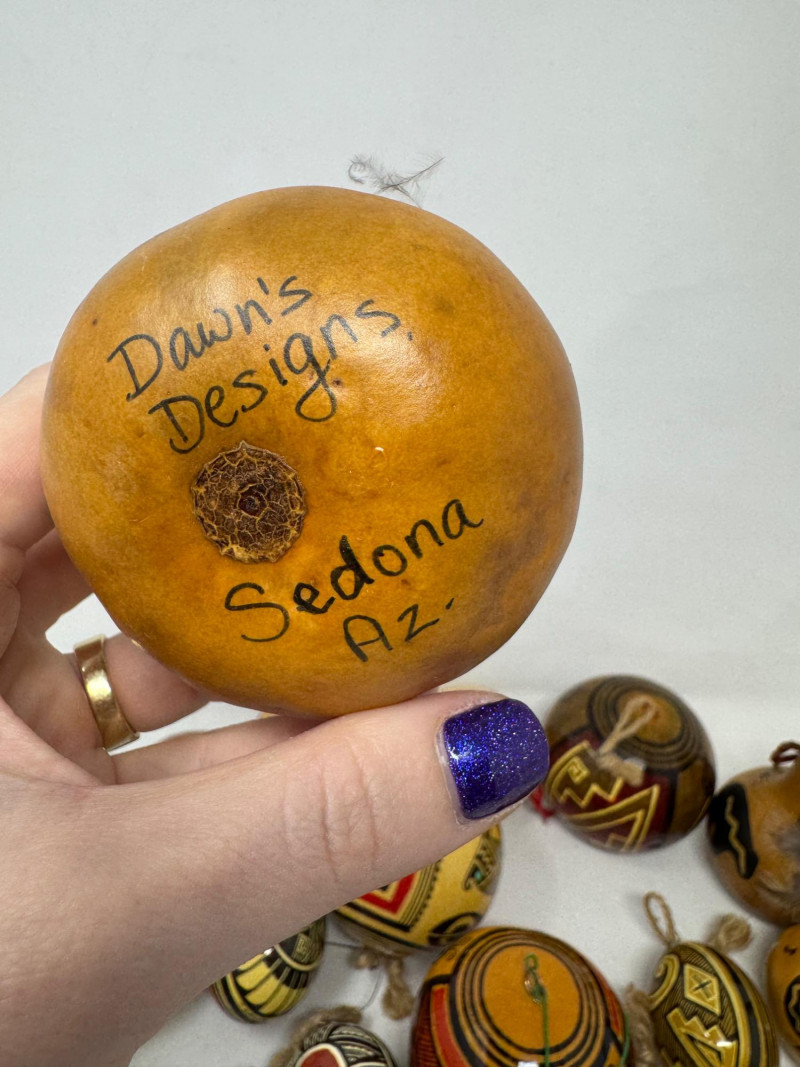 Dawn's
Designs.
Sedona
Az.